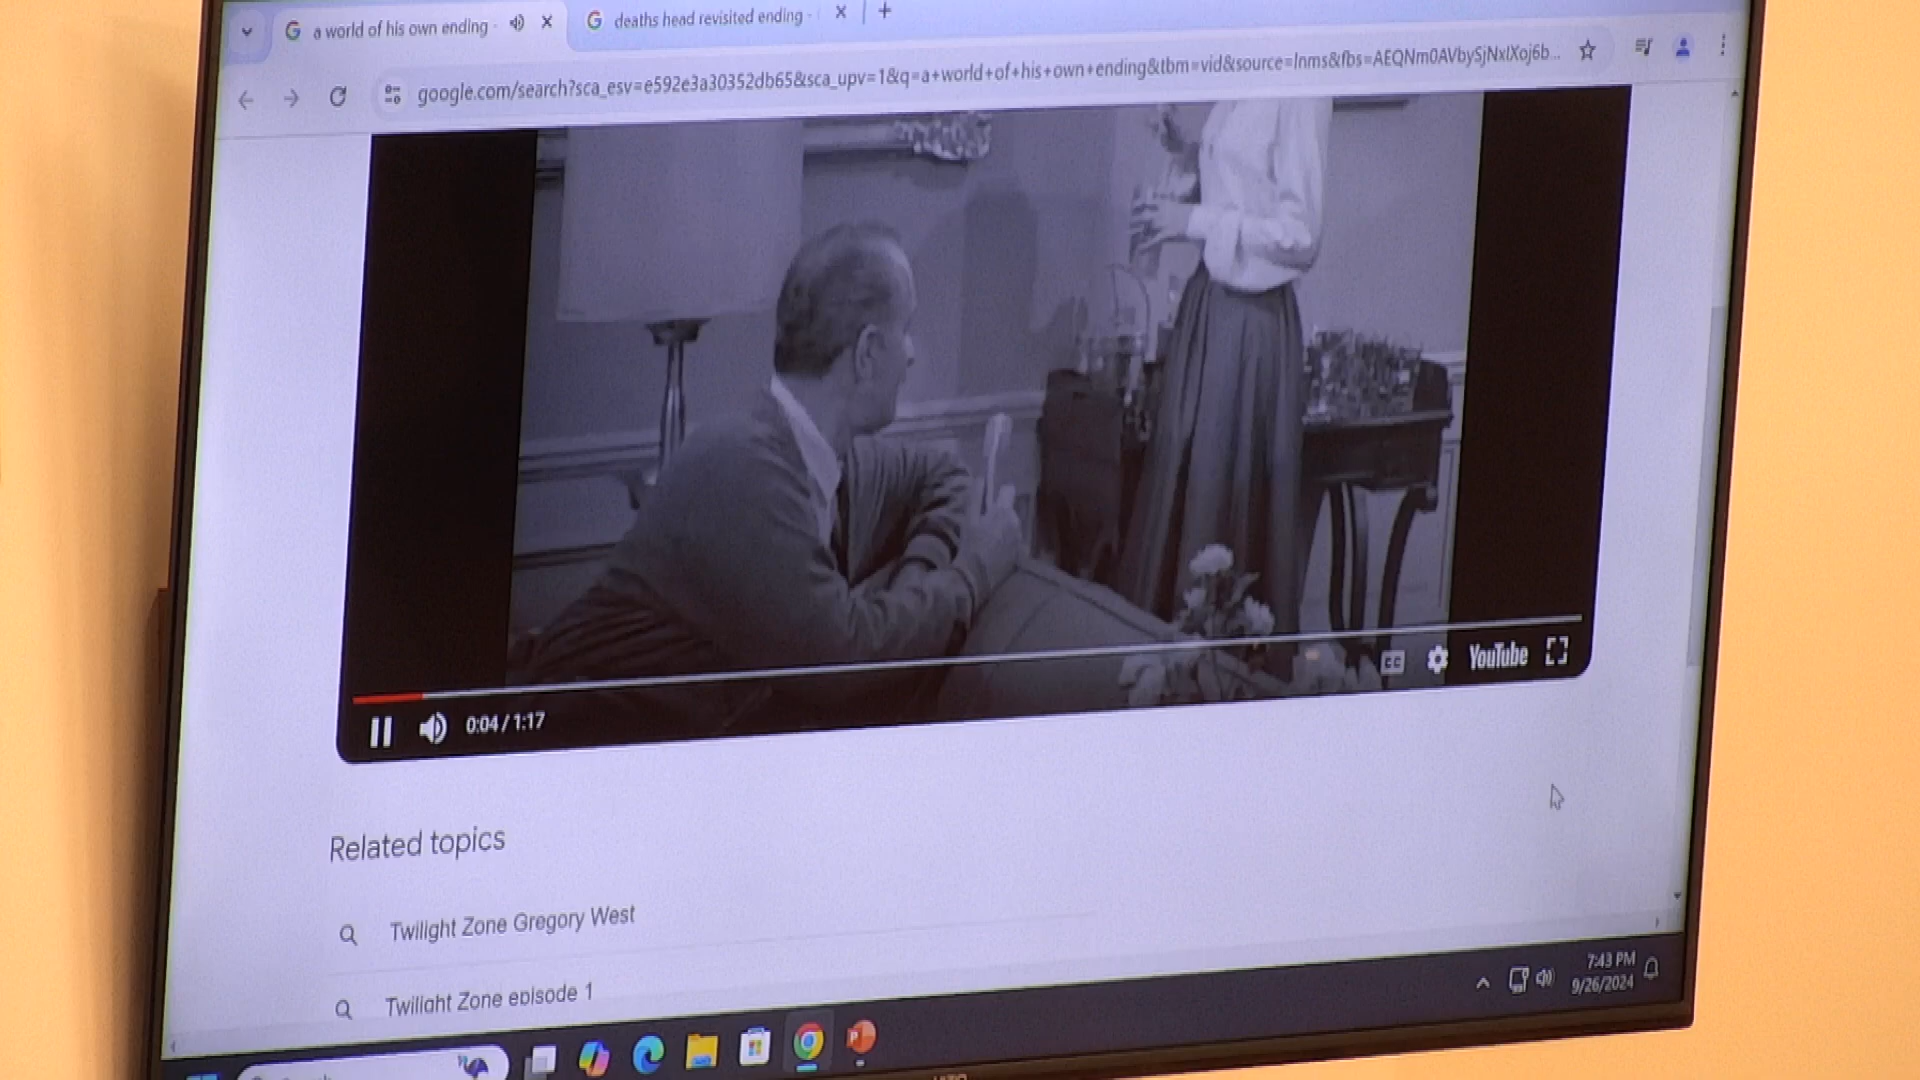 a world of his own ending -
deaths head revisited ending -
google.com/search?sca_esv=e592e3a30352db65&sca_upv=1&q=a+world+of+his+own+ending&tbm=vid&source=lnms&fbs=AEQNm0AVbySjNxIXoj6b...
CC
YouTube
0:04 / 1:17
Related topics
Twilight Zone Gregory West
Twilight Zone episode 1
7:43 PM
9/26/2024